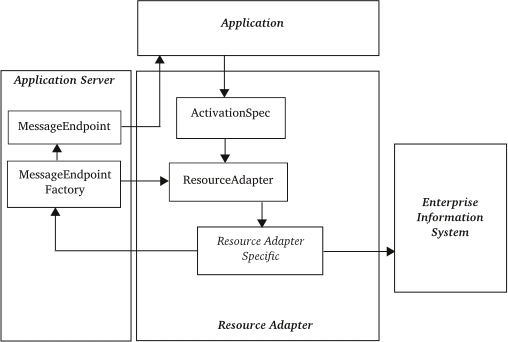 Application
Application Server
MessageEndpoint
MessageEndpoint
Factory
ActivationSpec
ResourceAdapter
Resource Adapter
Specific
Enterprise
Information
System
Resource Adapter